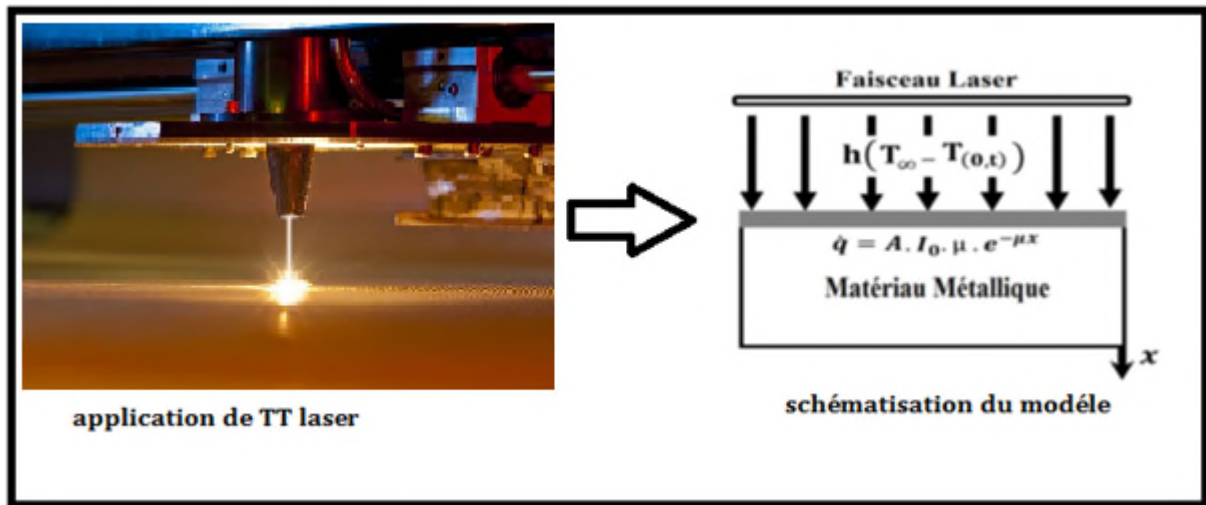 Faisceau Laser
h(T∞ – T(0,t))
q̇ = A.I₀.μ.e^{-μx}
Matériau Métallique
x
application de TT laser
schématisation du modéle